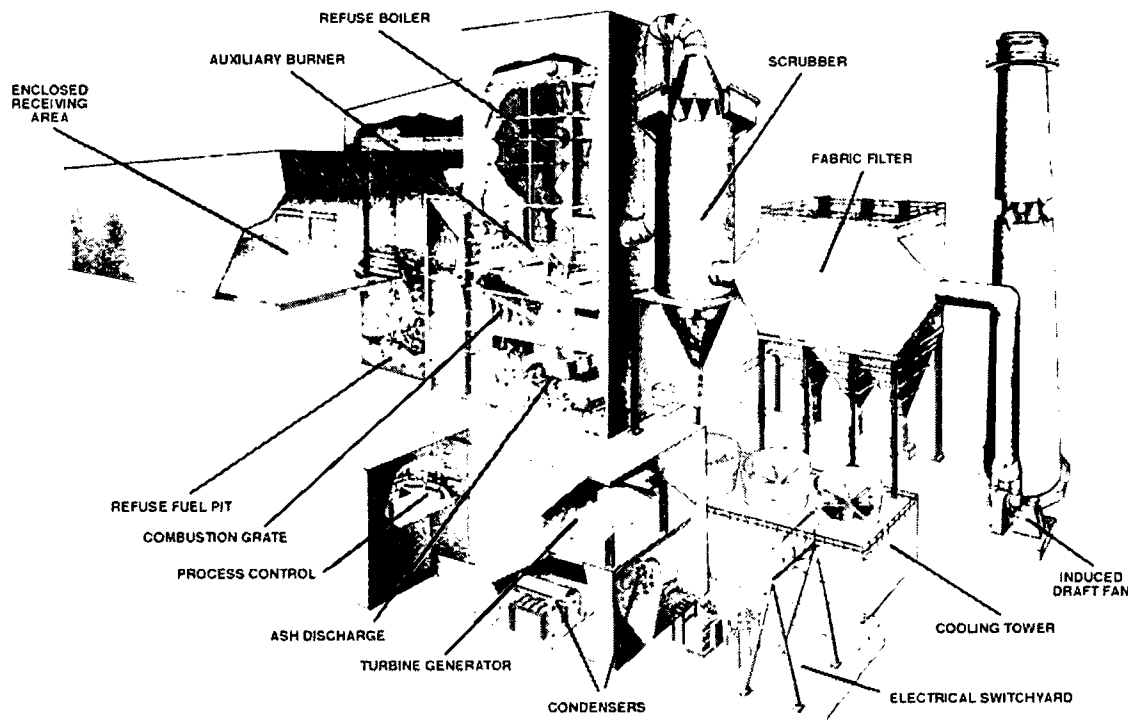 REFUSE BOILER
AUXILIARY BURNER
SCRUBBER
ENCLOSED
RECEIVING
AREA
FABRIC FILTER
REFUSE FUEL PIT
COMBUSTION GRATE
PROCESS CONTROL
INDUCED
DRAFT FAN
ASH DISCHARGE
COOLING TOWER
TURBINE GENERATOR
ELECTRICAL SWITCHYARD
CONDENSERS